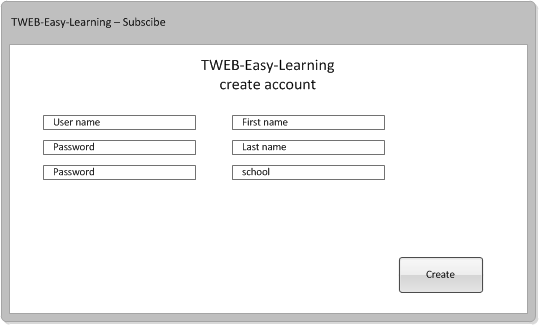 TWEB-Easy-Learning – Subscibe
TWEB-Easy-Learning
create account
User name
First name
Password
Last name
Password
school
Create